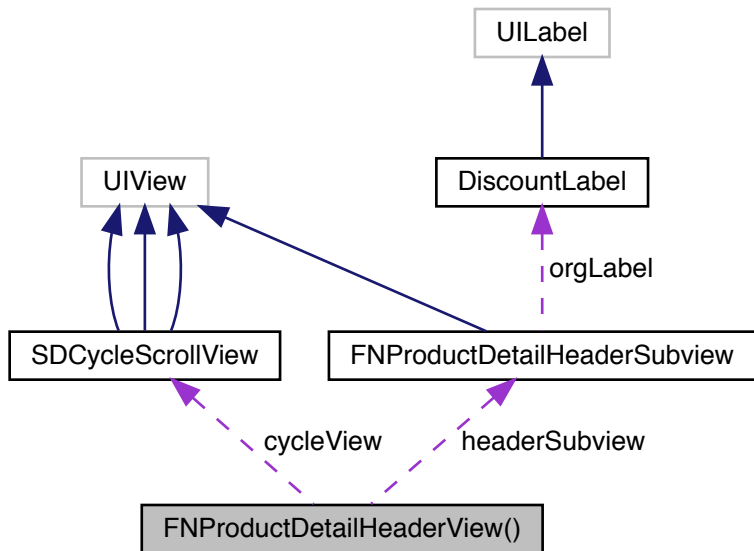 UILabel
UIView
DiscountLabel
orgLabel
SDCycleScrollView
FNProductDetailHeaderSubview
cycleView
headerSubview
FNProductDetailHeaderView()